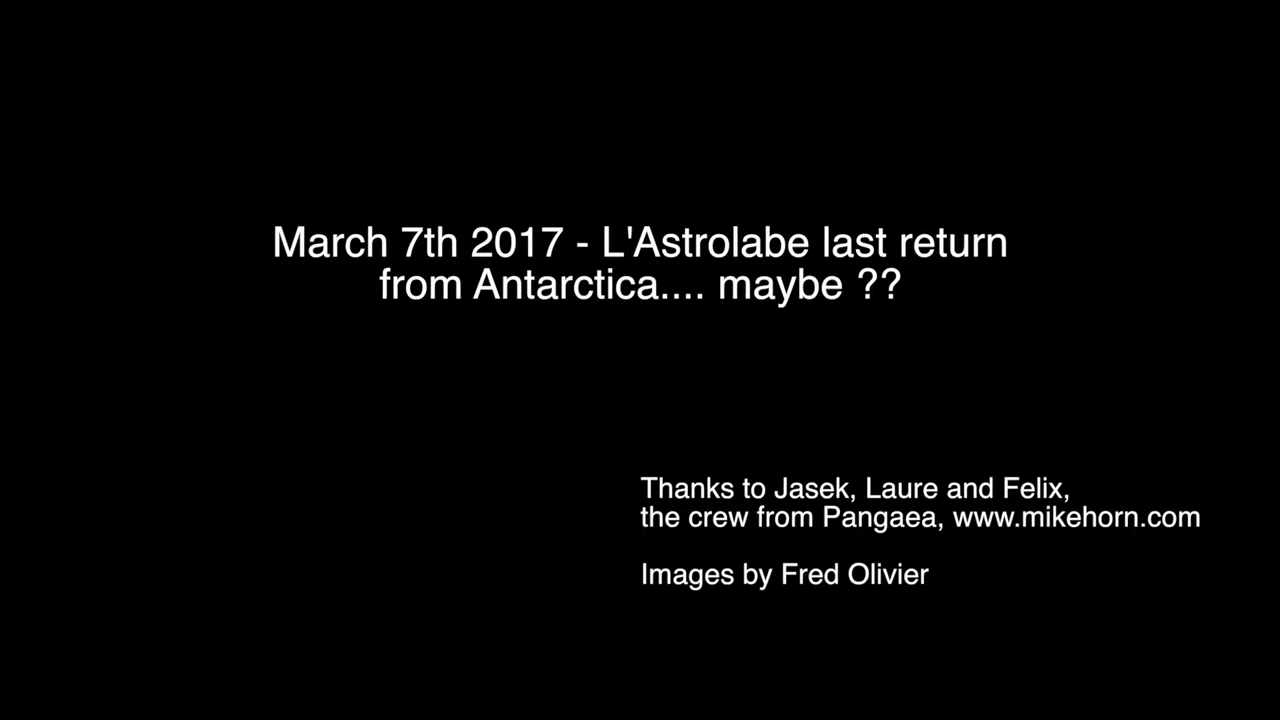 March 7th 2017 - L'Astrolabe last return
from Antarctica.... maybe ??
Thanks to Jasek, Laure and Felix,
the crew from Pangaea, www.mikehorn.com
Images by Fred Olivier